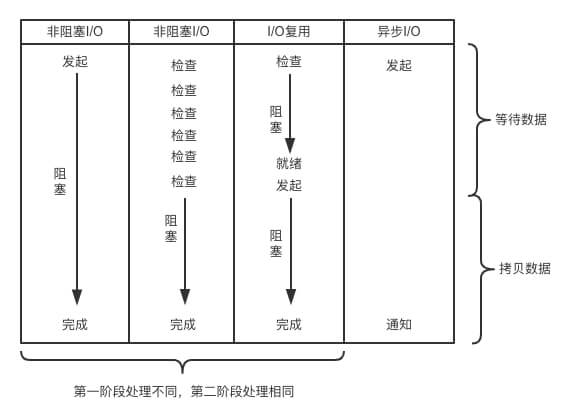 非阻塞I/O
非阻塞I/O
I/O复用
异步I/O
发起
阻
塞
完成
检查
检查
检查
检查
检查
检查
阻
塞
完成
检查
阻
塞
就绪
发起
阻
塞
完成
发起
通知
等待数据
拷贝数据
第一阶段处理不同，第二阶段处理相同